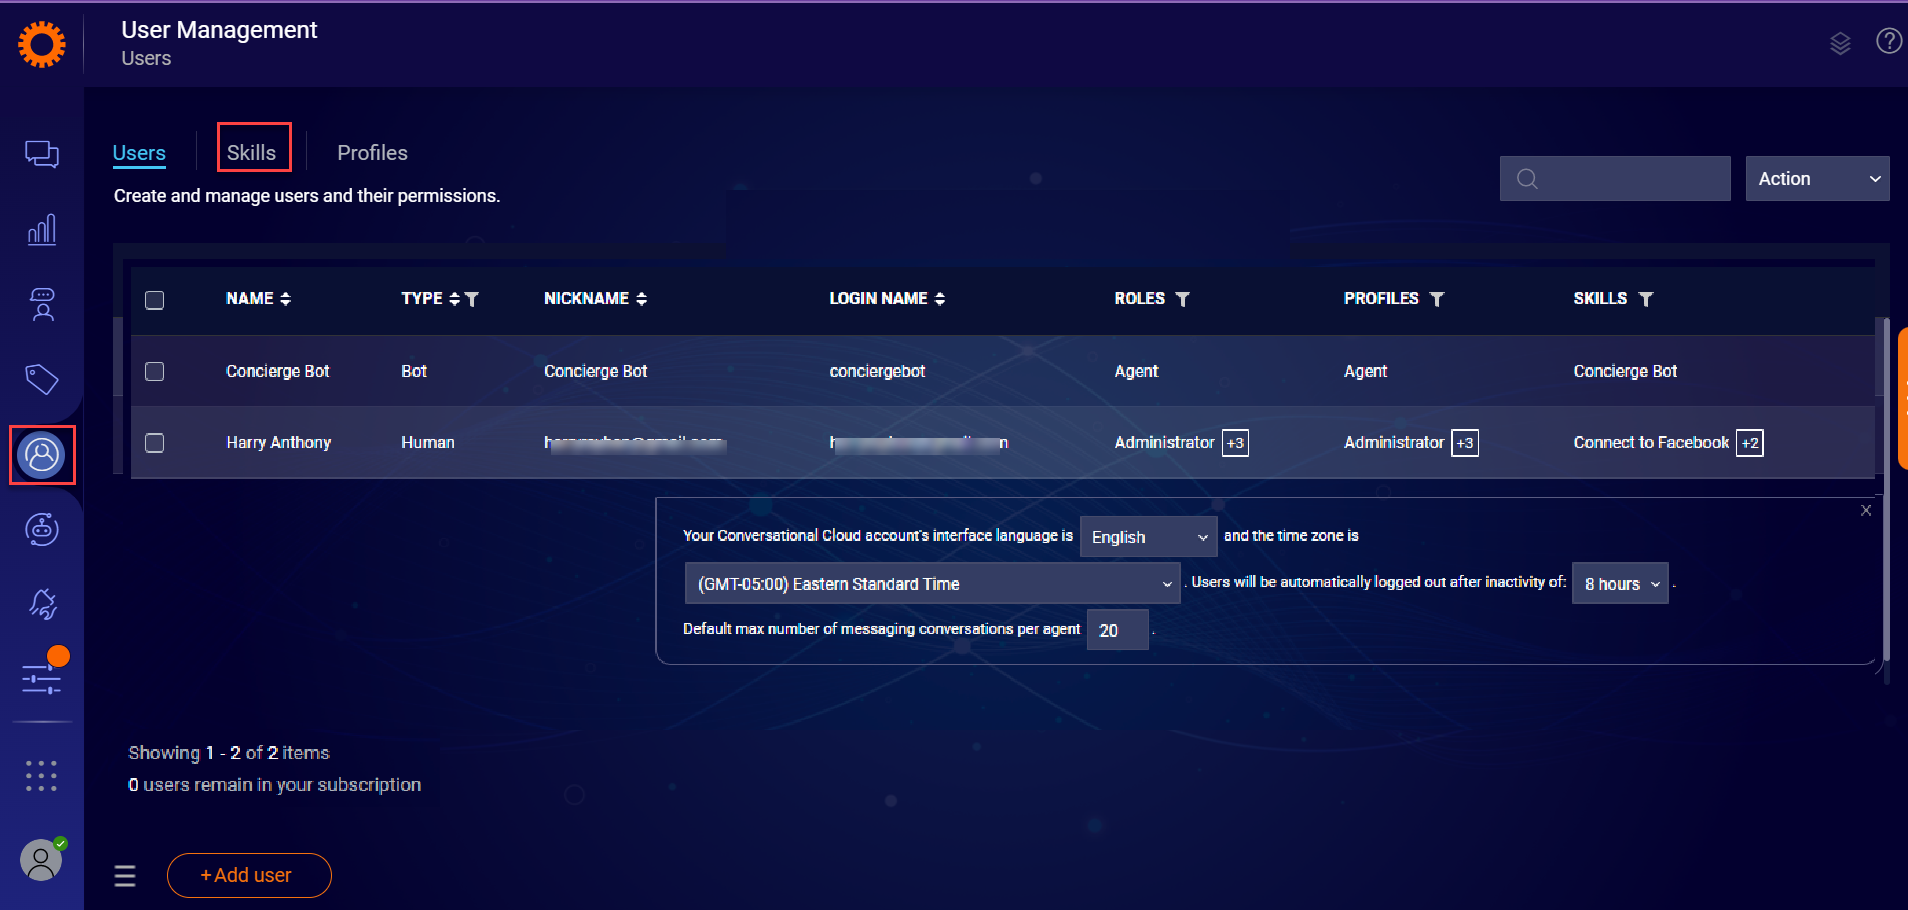 User Management
Users
Users Skills Profiles
Create and manage users and their permissions.
Action
NAME TYPE NICKNAME LOGIN NAME ROLES PROFILES SKILLS
Concierge Bot Bot Concierge Bot conciergebot Agent Agent Concierge Bot
Harry Anthony Human Administrator +3 Administrator +3 Connect to Facebook +2
Your Conversational Cloud account's interface language is English and the time zone is
(GMT-05:00) Eastern Standard Time . Users will be automatically logged out after inactivity of: 8 hours .
Default max number of messaging conversations per agent 20 .
Showing 1 - 2 of 2 items
0 users remain in your subscription
+ Add user